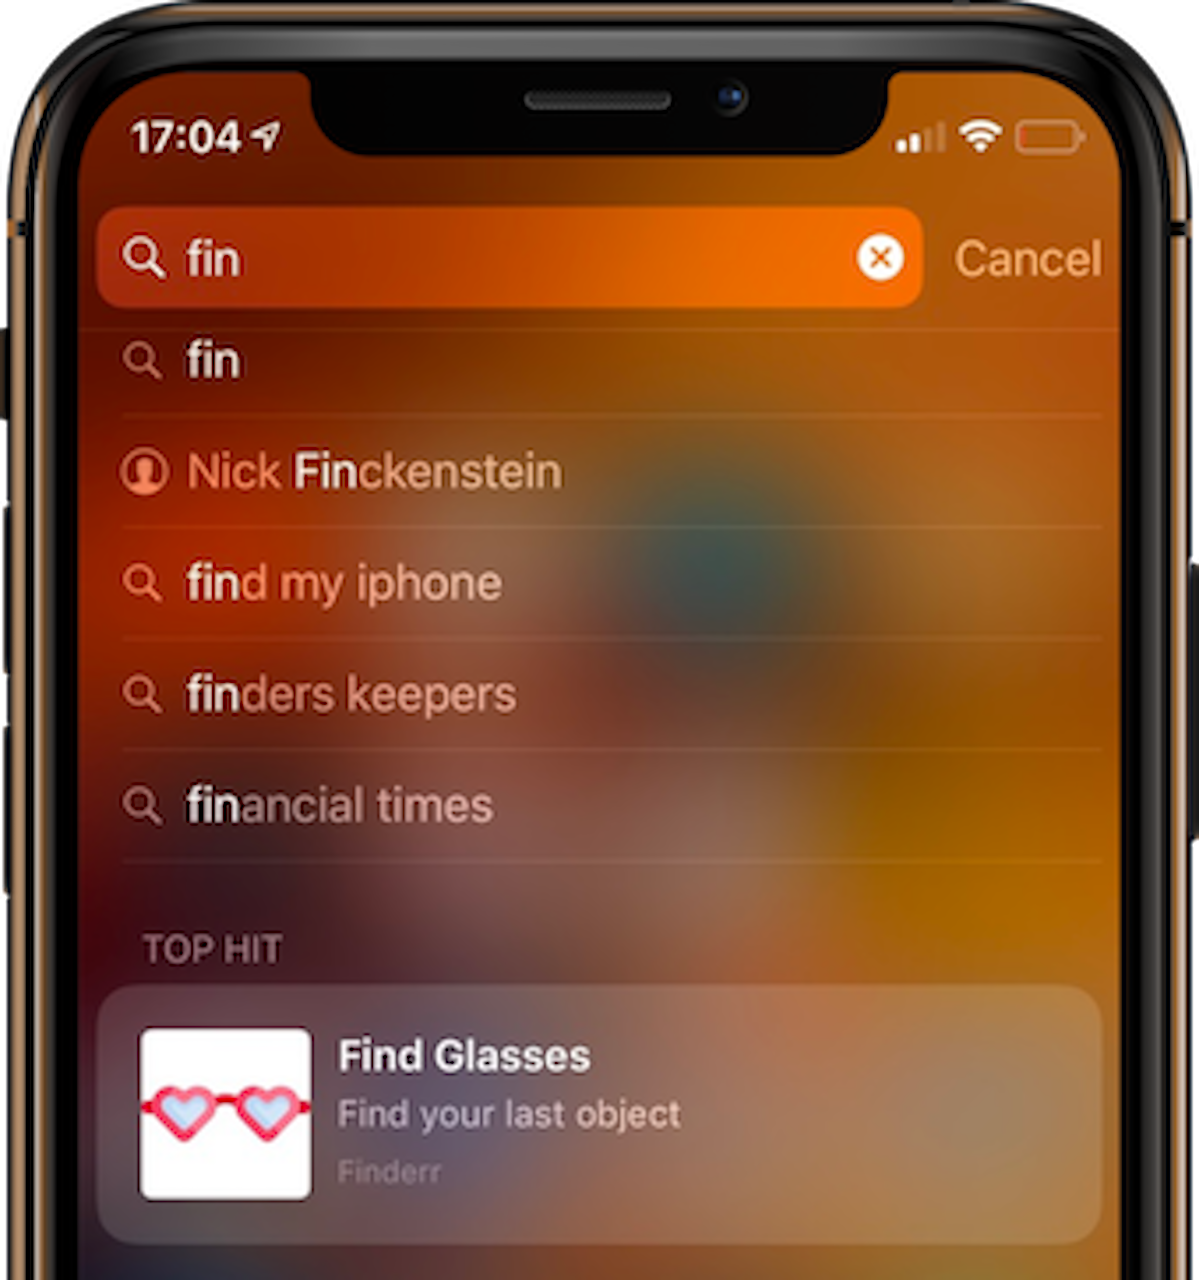 17:04
fin
Cancel
fin
Nick Finckenstein
find my iphone
finders keepers
financial times
TOP HIT
Find Glasses
Find your last object
Finderr